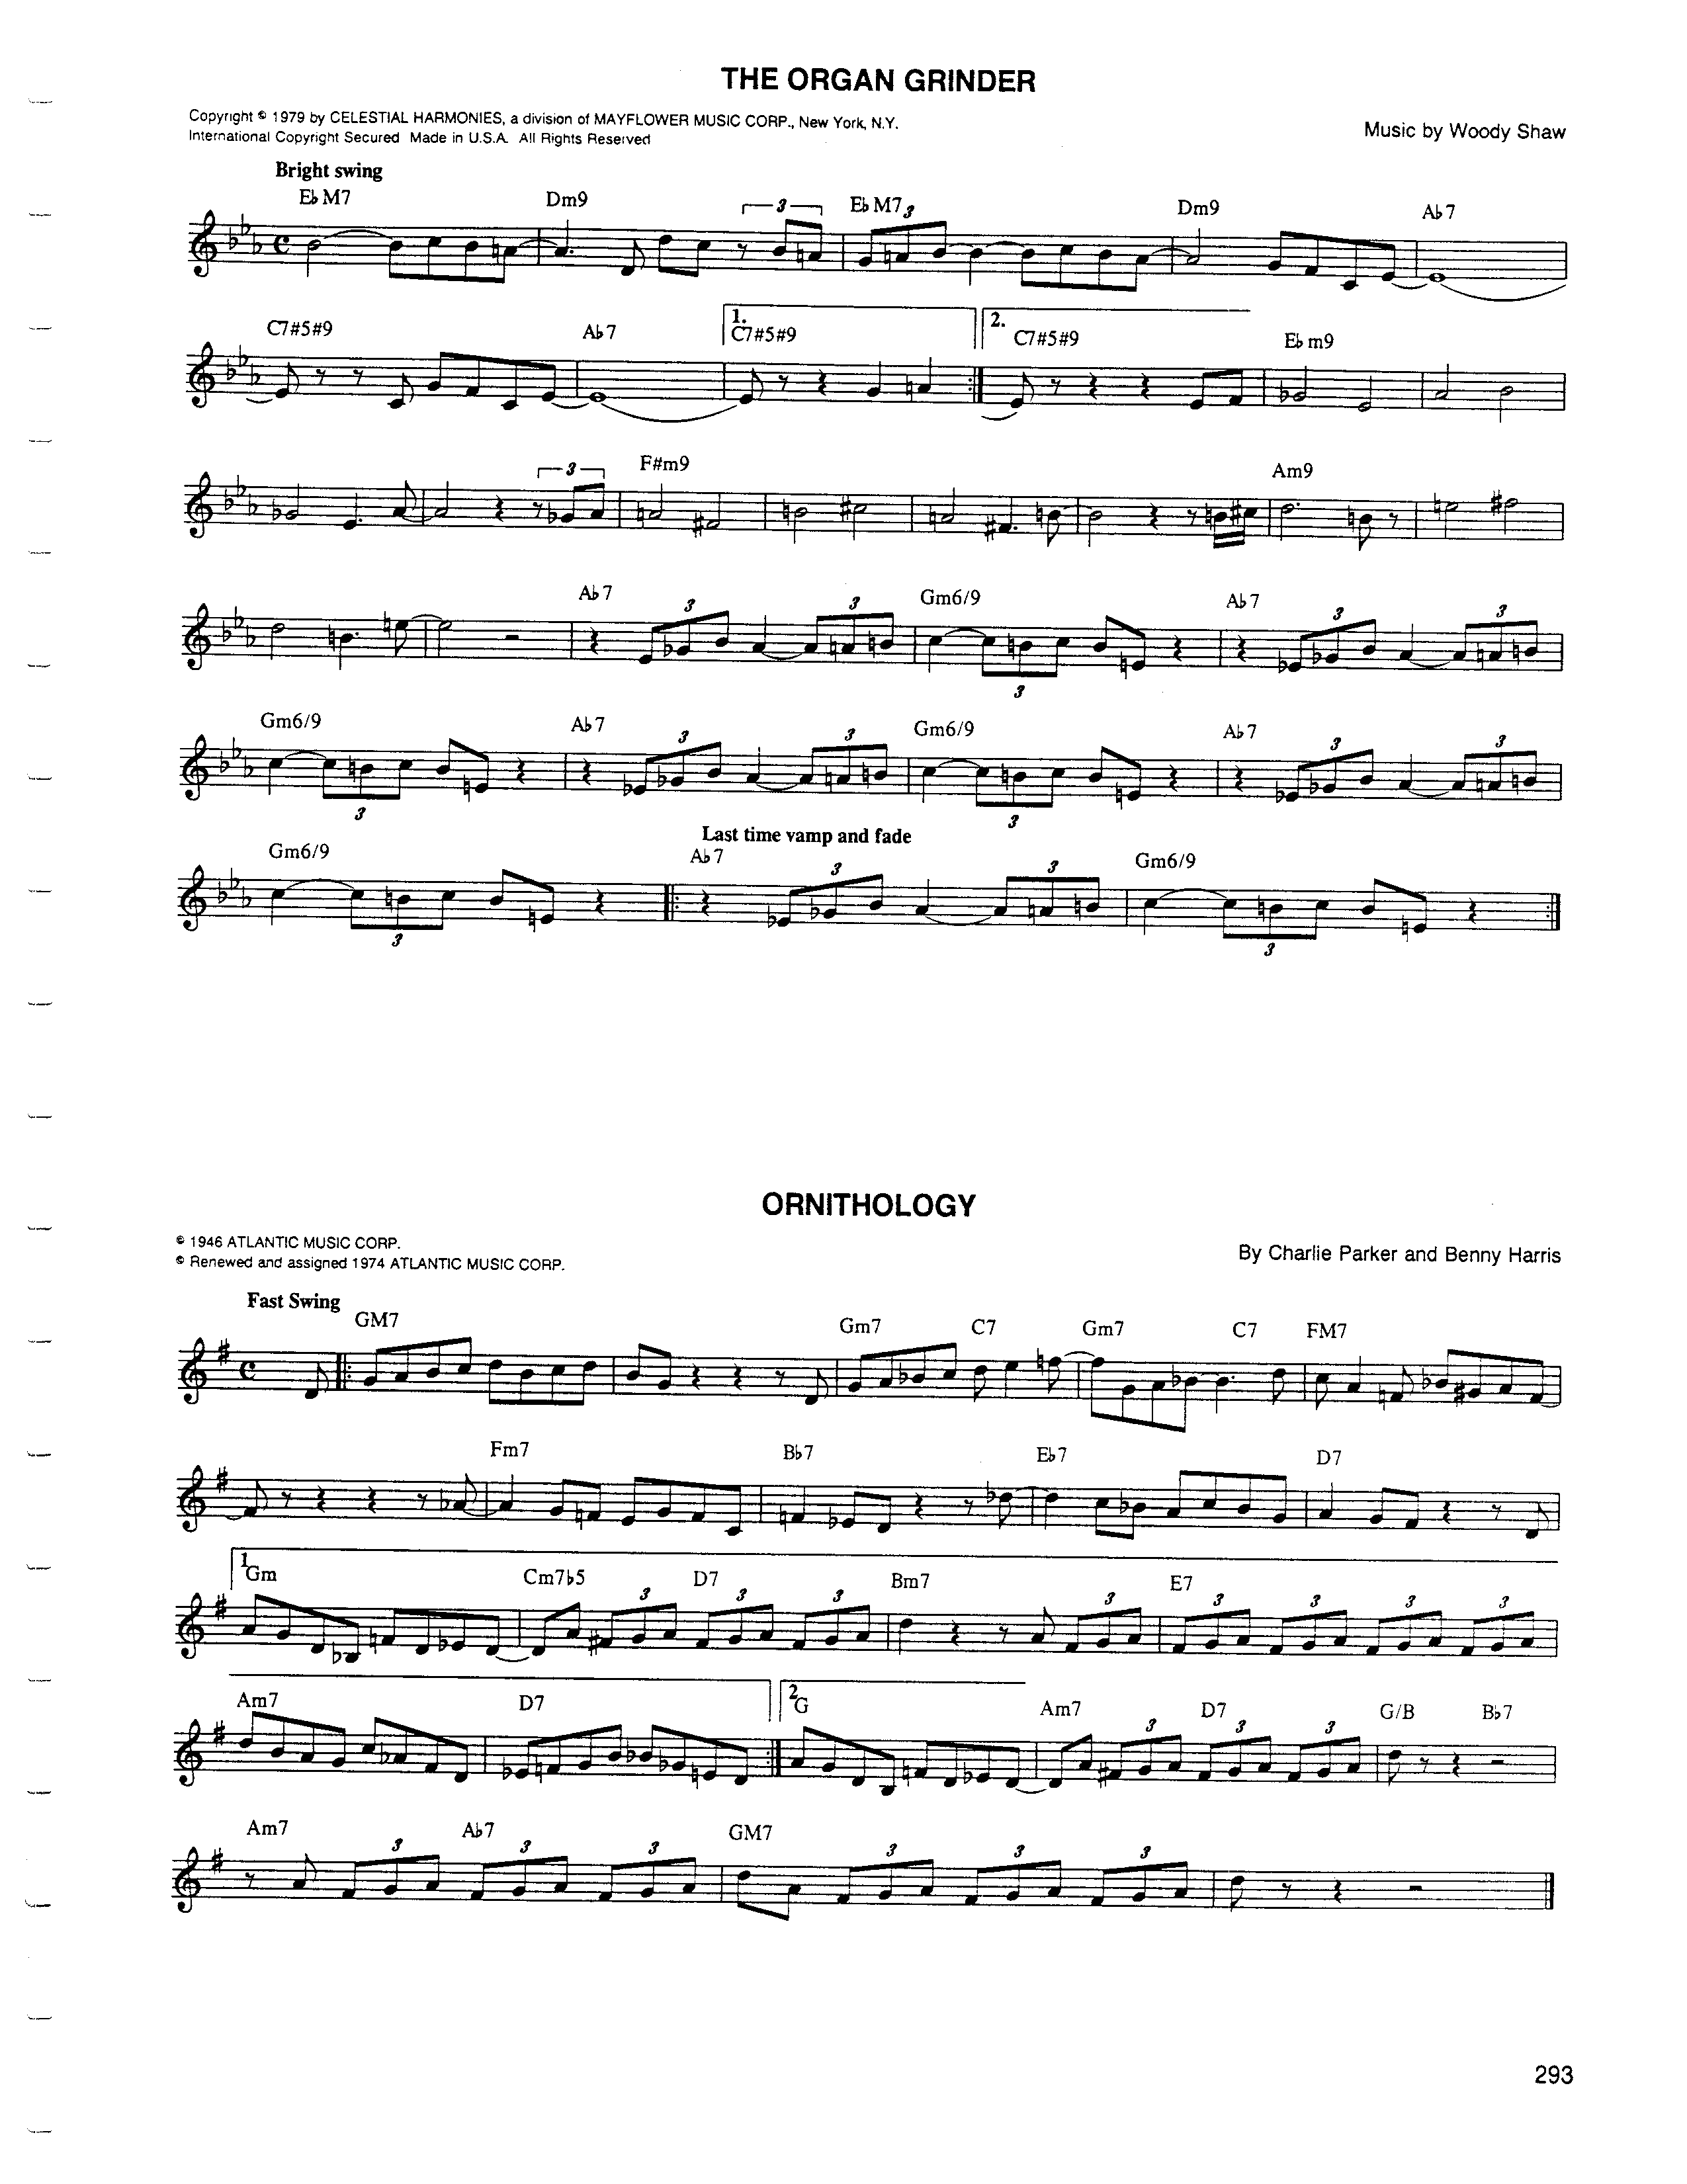 THE ORGAN GRINDER
Copyright © 1979 by CELESTIAL HARMONIES, a division of MAYFLOWER MUSIC CORP., New York, N.Y.
International Copyright Secured Made in U.S.A. All Rights Reserved
Music by Woody Shaw
Bright swing
E♭M7 Dm9 3 E♭M7 3 Dm9 A♭7
C7#5#9 A♭7 1. C7#5#9 2. C7#5#9 E♭m9
3 F#m9 Am9
A♭7 3 3 Gm6/9 3 A♭7 3 3
Gm6/9 3 A♭7 3 3 Gm6/9 3 A♭7 3 3
Last time vamp and fade
Gm6/9 3 A♭7 3 3 Gm6/9 3
ORNITHOLOGY
© 1946 ATLANTIC MUSIC CORP.
© Renewed and assigned 1974 ATLANTIC MUSIC CORP.
By Charlie Parker and Benny Harris
Fast Swing
GM7 Gm7 C7 Gm7 C7 FM7
Fm7 B♭7 E♭7 D7
1. Gm Cm7♭5 3 D7 3 3 Bm7 3 E7 3 3 3 3
Am7 D7 2. G Am7 3 D7 3 3 G/B B♭7
Am7 3 A♭7 3 3 GM7 3 3 3
293